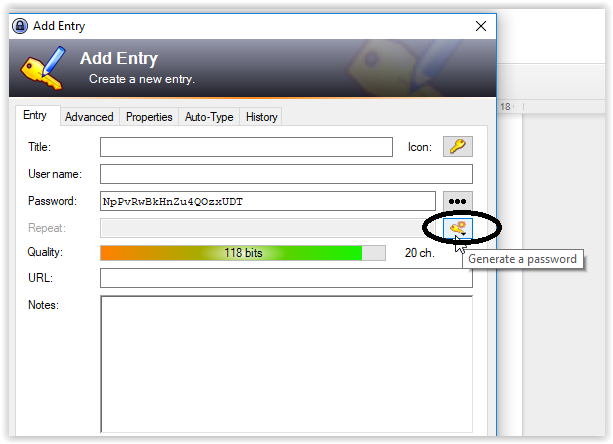 Add Entry
Add Entry
Create a new entry.
18
Entry Advanced Properties Auto-Type History
Title: Icon:
User name:
Password: NpPvRwBkHnZu4QOzxUDT
Repeat:
Quality: 118 bits 20 ch.
Generate a password
URL:
Notes: